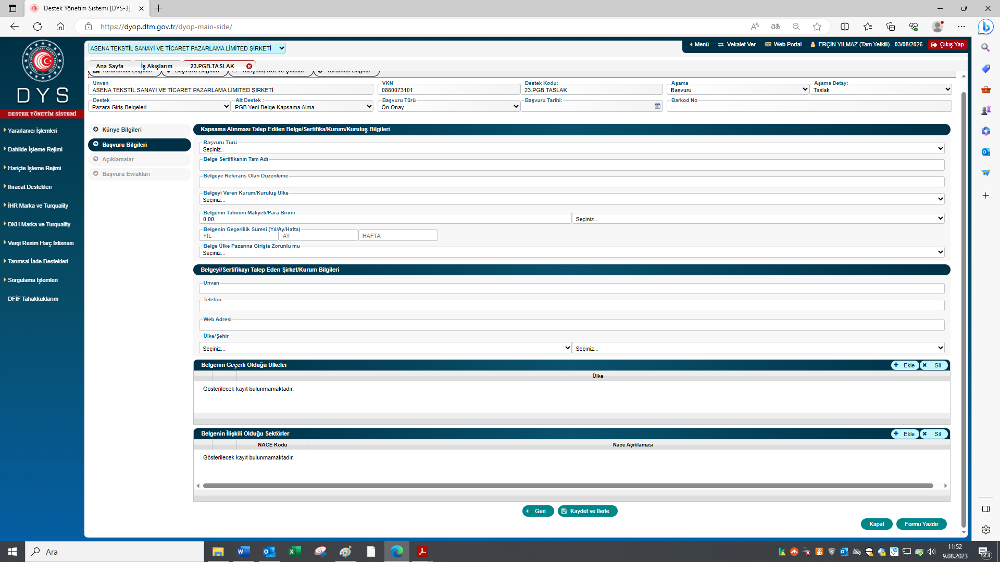 Destek Yönetim Sistemi [DYS-3]
https://dyop.dtm.gov.tr/dyop-main-side/
ASENA TEKSTİL SANAYİ VE TİCARET PAZARLAMA LİMİTED ŞİRKETİ
Menü
Vekalet Ver
Web Portal
ERÇİN YILMAZ (Tam Yetkili) - 03/08/2026
Çıkış Yap
Ana Sayfa
İş Akışlarım
23.PGB.TASLAK
DYS
DESTEK YÖNETİM SİSTEMİ
Yararlanıcı İşlemleri
Dahilde İşleme Rejimi
Hariçte İşleme Rejimi
İhracat Destekleri
İHR Marka ve Turquality
DKH Marka ve Turquality
Vergi Resim Harç İstisnası
Tarımsal İade Destekleri
Sorgulama İşlemleri
DFİF Tahakkuklarım
Unvan
ASENA TEKSTİL SANAYİ VE TİCARET PAZARLAMA LİMİTED ŞİRKETİ
VKN
0860073101
Destek Kodu:
23.PGB.TASLAK
Aşama
Başvuru
Aşama Detay:
Taslak
Destek
Pazara Giriş Belgeleri
Alt Destek :
PGB Yeni Belge Kapsama Alma
Başvuru Türü
Ön Onay
Başvuru Tarihi:
Barkod No
Künye Bilgileri
Başvuru Bilgileri
Açıklamalar
Başvuru Evrakları
Kapsama Alınması Talep Edilen Belge/Sertifika/Kurum/Kuruluş Bilgileri
Başvuru Türü
Seçiniz..
Belge Sertifikanın Tam Adı
Belgeye Referans Olan Düzenleme
Belgeyi Veren Kurum/Kuruluş Ülke
Seçiniz...
Belgenin Tahmini Maliyeti/Para Birimi
0,00
Seçiniz...
Belgenin Geçerlilik Süresi (Yıl/Ay/Hafta)
YIL
AY
HAFTA
Belge Ülke Pazarına Girişte Zorunlu mu
Seçiniz...
Belgeyi/Sertifikayı Talep Eden Şirket/Kurum Bilgileri
Unvan
Telefon
Web Adresi
Ülke/Şehir
Seçiniz...
Seçiniz...
Belgenin Geçerli Olduğu Ülkeler
Ekle
Sil
Ülke
Gösterilecek kayıt bulunmamaktadır.
Belgenin İlişkili Olduğu Sektörler
Ekle
Sil
NACE Kodu
Nace Açıklaması
Gösterilecek kayıt bulunmamaktadır.
Geri
Kaydet ve İlerle
Kapat
Formu Yazdır
Ara
11:52
9.08.2023
23